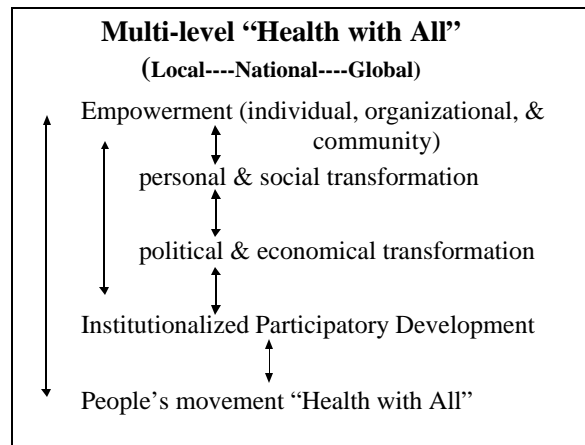 Multi-level “Health with All”
(Local----National----Global)
Empowerment (individual, organizational, &
community)
personal & social transformation
political & economical transformation
Institutionalized Participatory Development
People’s movement “Health with All”